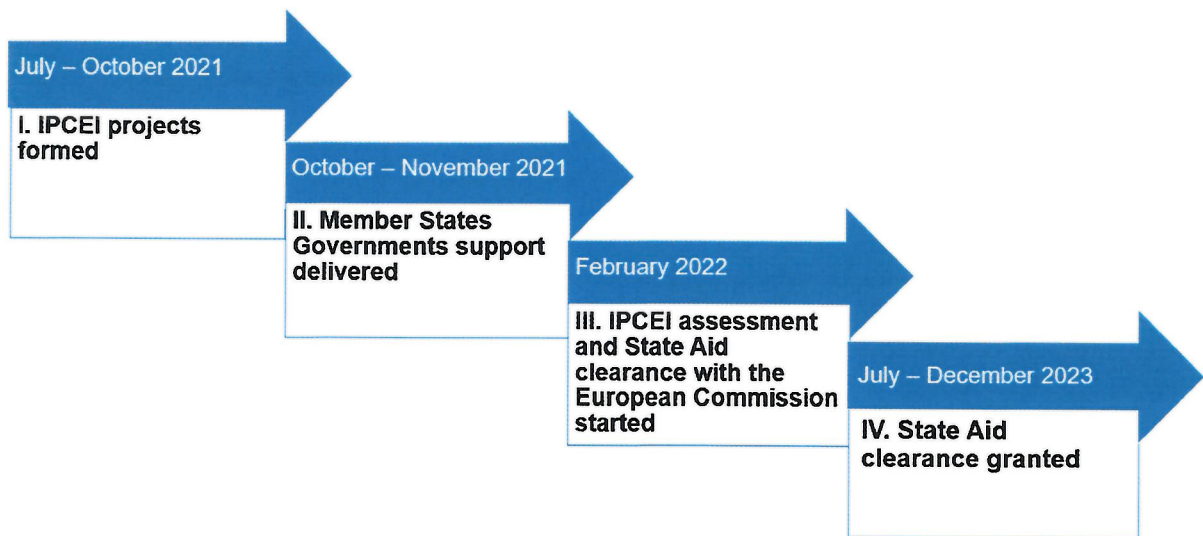 July – October 2021
I. IPCEI projects
formed
October – November 2021
II. Member States
Governments support
delivered
February 2022
III. IPCEI assessment
and State Aid
clearance with the
European Commission
started
July – December 2023
IV. State Aid
clearance granted